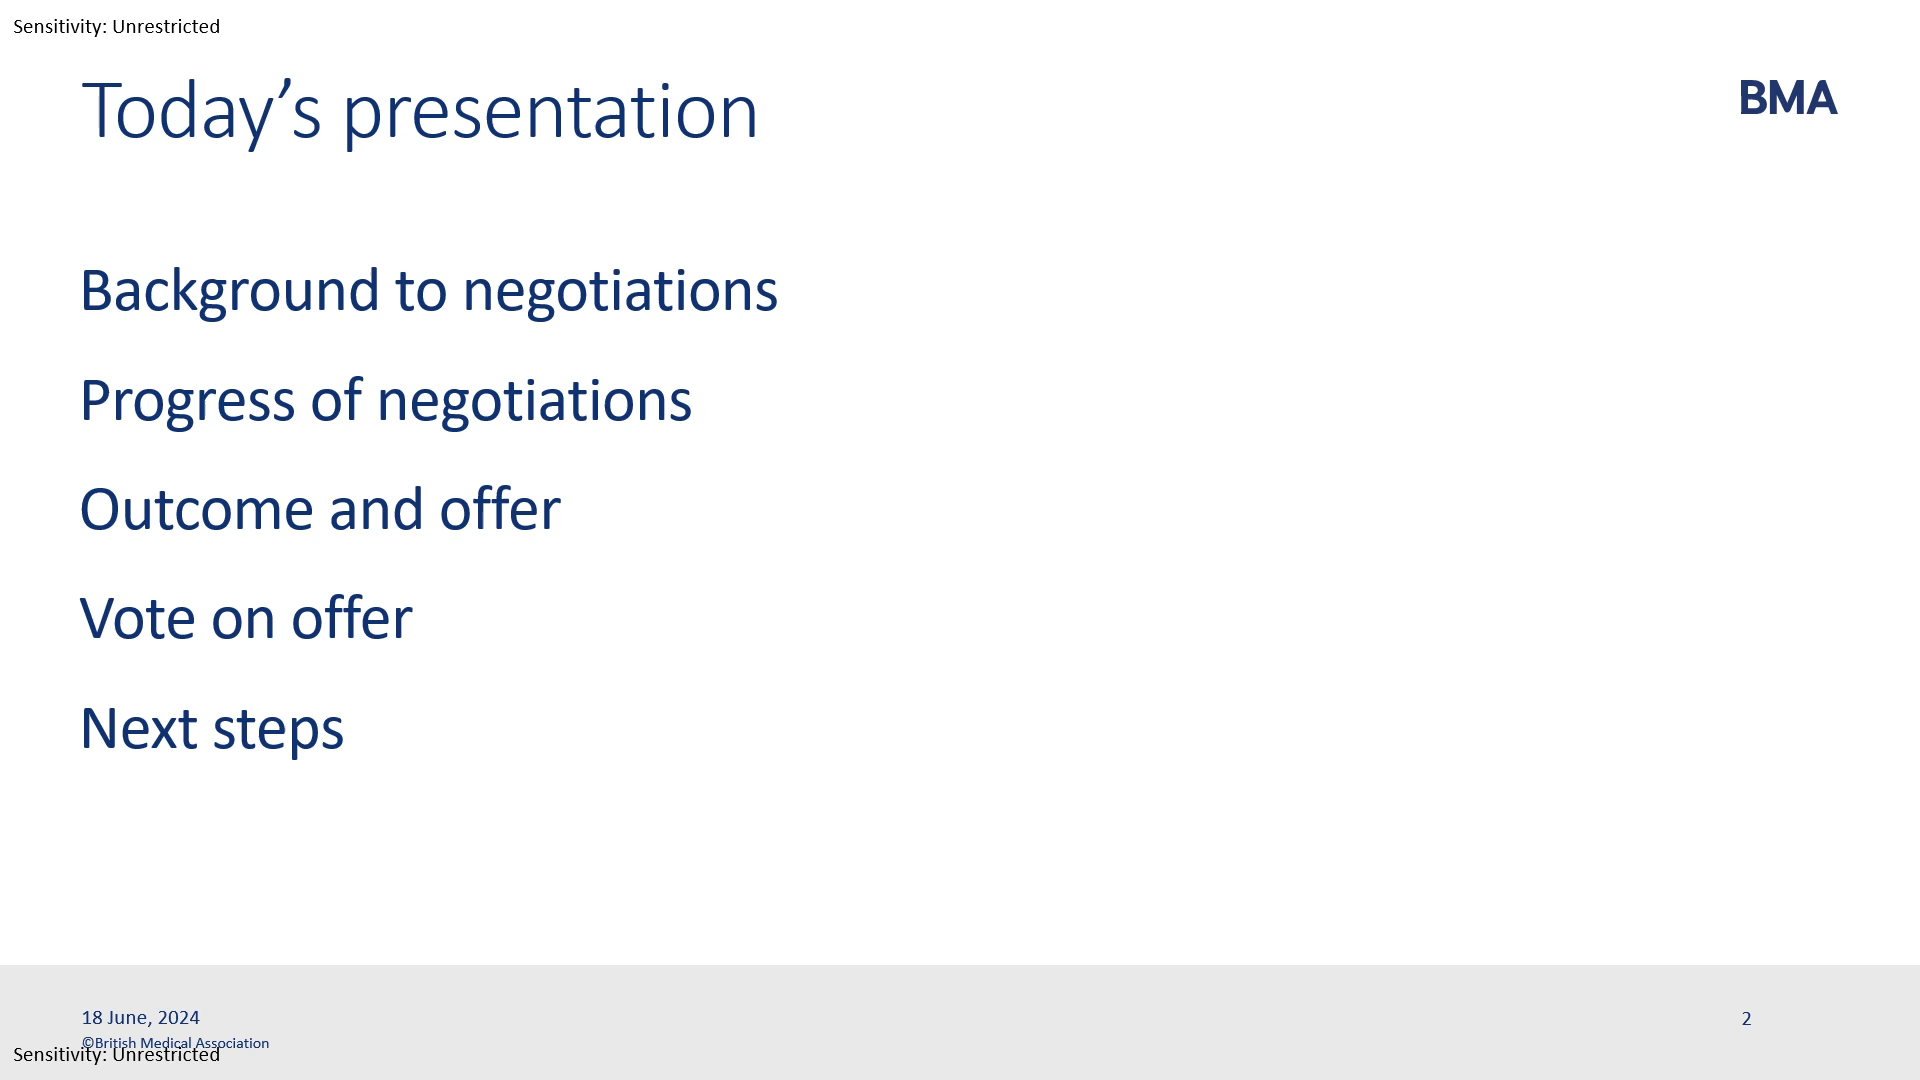 Sensitivity: Unrestricted
Today’s presentation
BMA
Background to negotiations
Progress of negotiations
Outcome and offer
Vote on offer
Next steps
18 June, 2024
2
©British Medical Association
Sensitivity: Unrestricted